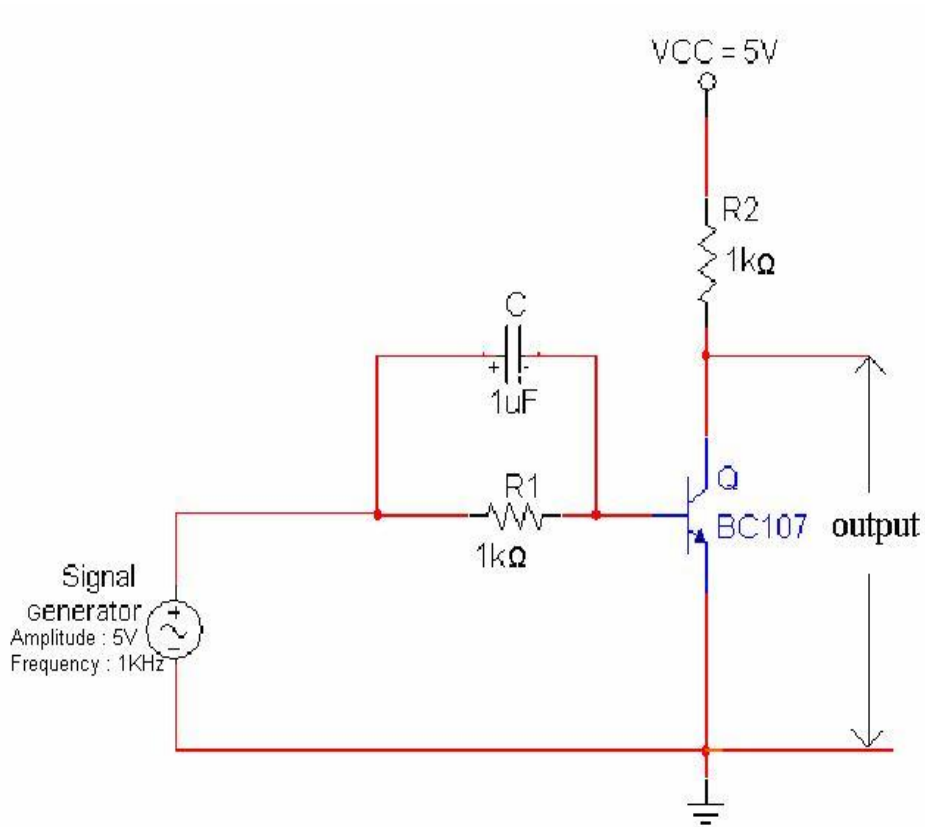 VCC = 5V
R2
1kΩ
C
+ -
1uF
R1
1kΩ
Q
BC107
output
Signal
Generator
Amplitude : 5V
Frequency : 1KHz
+
-